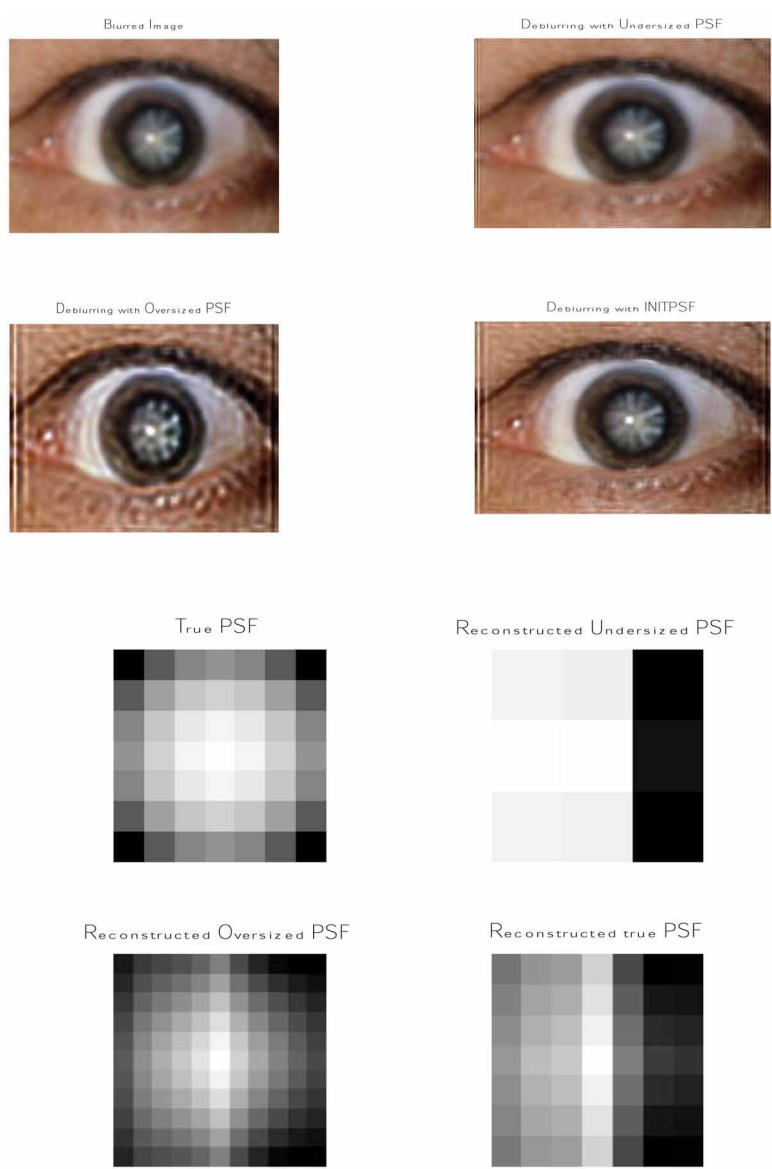 Blurred Image
Deblurring with Undersized PSF
Deblurring with Oversized PSF
Deblurring with INITPSF
True PSF
Reconstructed Undersized PSF
Reconstructed Oversized PSF
Reconstructed true PSF